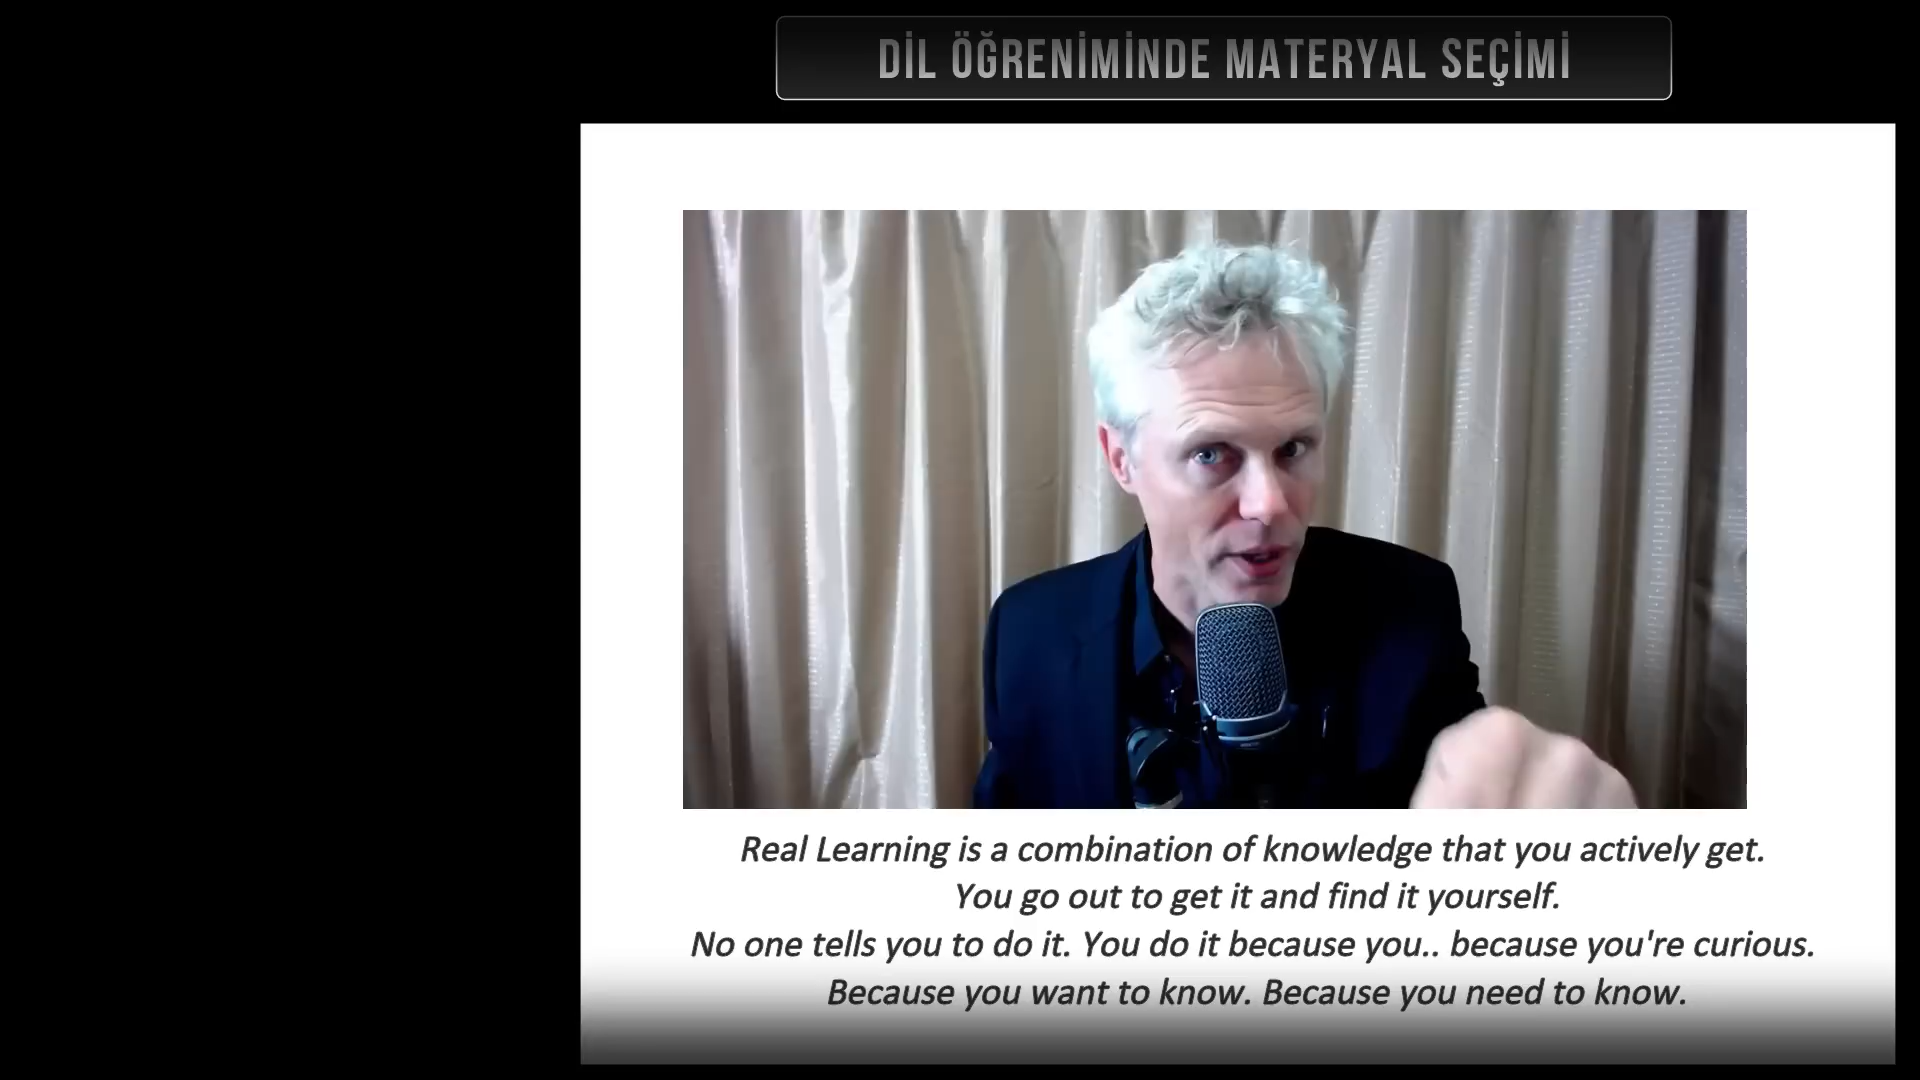 DİL ÖĞRENİMİNDE MATERYAL SEÇİMİ
Real Learning is a combination of knowledge that you actively get.
You go out to get it and find it yourself.
No one tells you to do it. You do it because you.. because you're curious.
Because you want to know. Because you need to know.